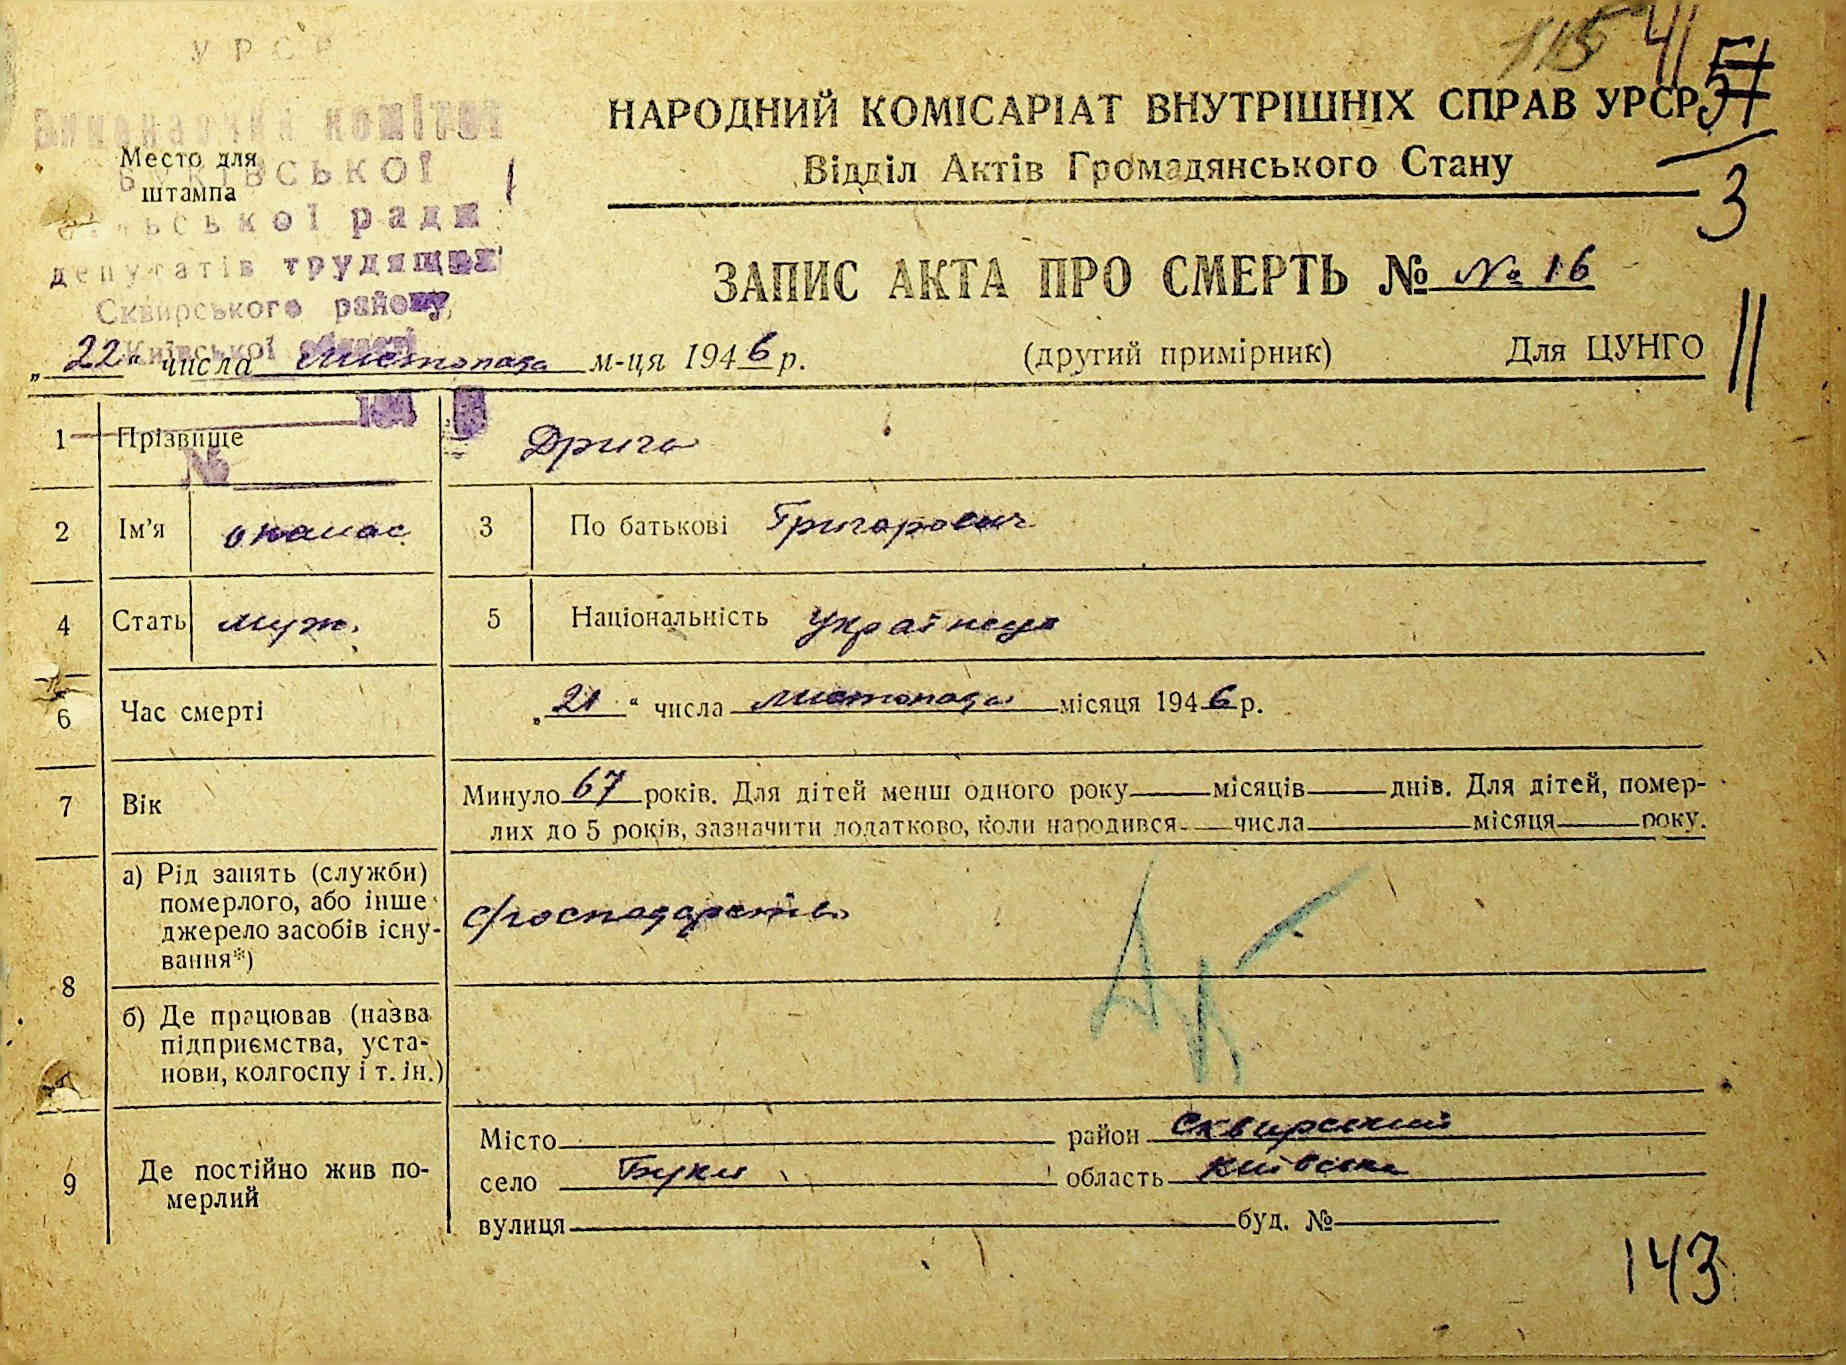 УРСР
Виконавчий комітет
Буківської
сільської ради
депутатів трудящих
Сквирського району,
Київської області
194
№
Место для
штампа
115 41 57
3
НАРОДНИЙ КОМІСАРІАТ ВНУТРІШНІХ СПРАВ УРСР
Відділ Актів Громадянського Стану
ЗАПИС АКТА ПРО СМЕРТЬ № № 16
„22“ числа листопада м-ця 1946 р. (другий примірник) Для ЦУНГО
1 Прізвище Дрига
2 Ім'я опанас 3 По батькові Григорович
4 Стать муж. 5 Національність Українець
6 Час смерті „21“ числа листопада місяця 1946 р.
7 Вік Минуло 67 років. Для дітей менш одного року місяців днів. Для дітей, помер-
лих до 5 років, зазначити додатково, коли народився числа місяця року.
8 а) Рід занять (служби)
померлого, або інше
джерело засобів існу-
вання*)
с/господарство
б) Де працював (назва
підприємства, уста-
нови, колгоспу і т. ін.)
9 Де постійно жив по-
мерлий
Місто район Сквирський
село Буки область Київська
вулиця буд. №
143